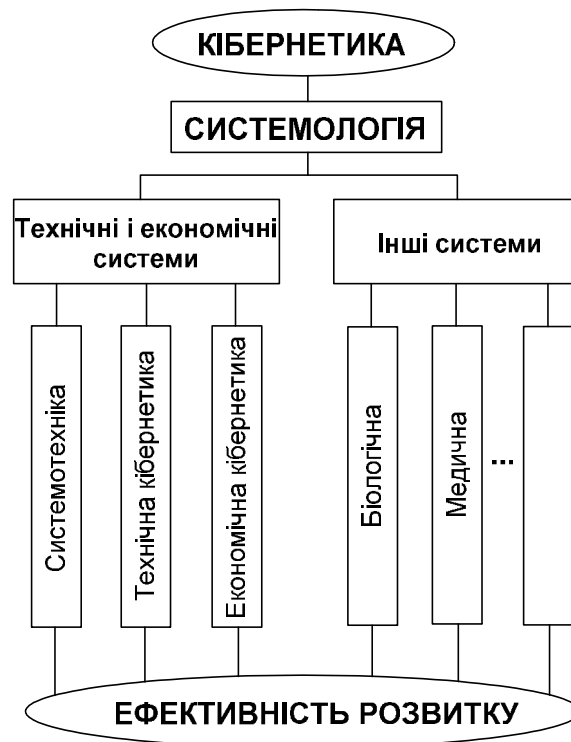 КІБЕРНЕТИКА
СИСТЕМОЛОГІЯ
Технічні і економічні
системи
Інші системи
Системотехніка
Технічна кібернетика
Економічна кібернетика
Біологічна
Медична
...
ЕФЕКТИВНІСТЬ РОЗВИТКУ